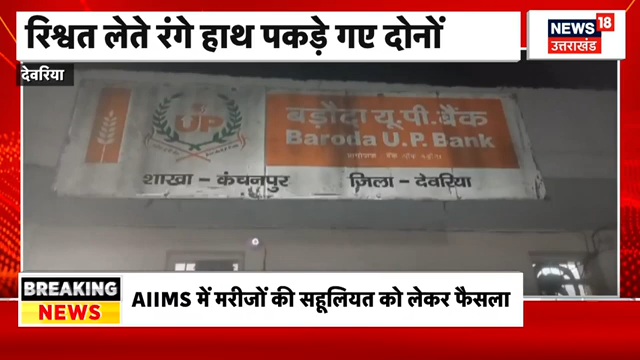 रिश्वत लेते रंगे हाथ पकड़े गए दोनों
NEWS 18
उत्तराखंड
देवरिया
UP
बड़ौदा यू.पी. बैंक
Baroda U.P. Bank
शाखा - कंचनपुर
ज़िला - देवरिया
BREAKING
NEWS
AIIMS में मरीजों की सहूलियत को लेकर फैसला